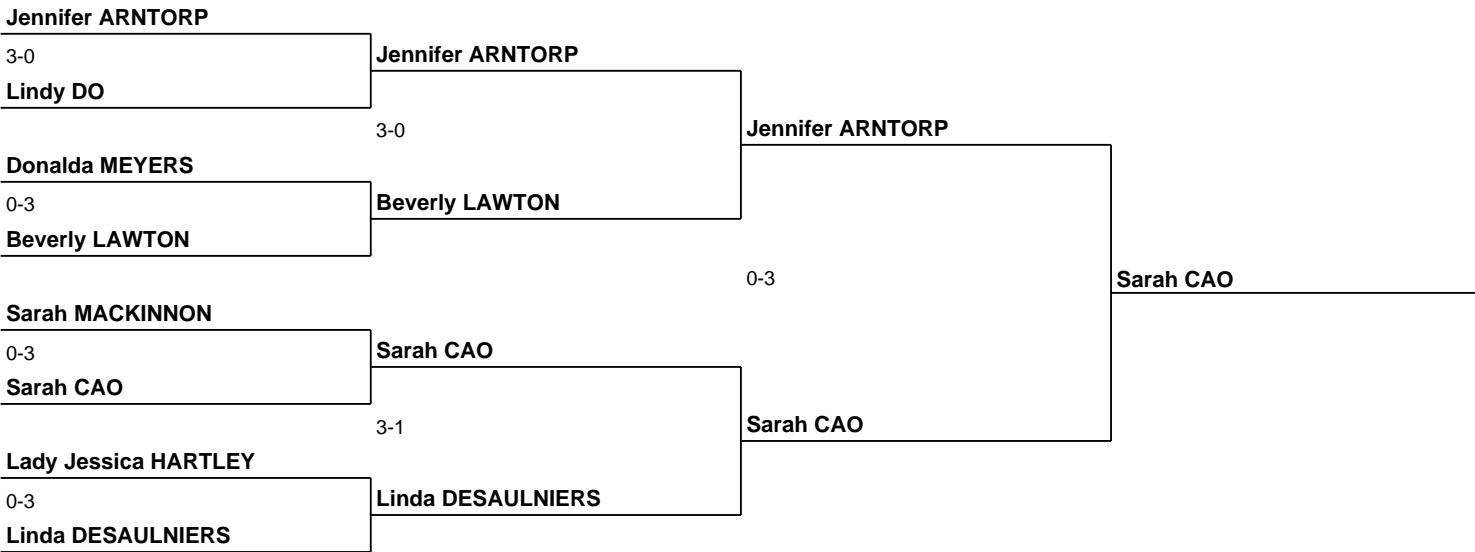 Jennifer ARNTORP
3-0
Lindy DO
Donalda MEYERS
0-3
Beverly LAWTON
Sarah MACKINNON
0-3
Sarah CAO
Lady Jessica HARTLEY
0-3
Linda DESAULNIERS
Jennifer ARNTORP
3-0
Beverly LAWTON
Sarah CAO
3-1
Linda DESAULNIERS
Jennifer ARNTORP
0-3
Sarah CAO
Sarah CAO